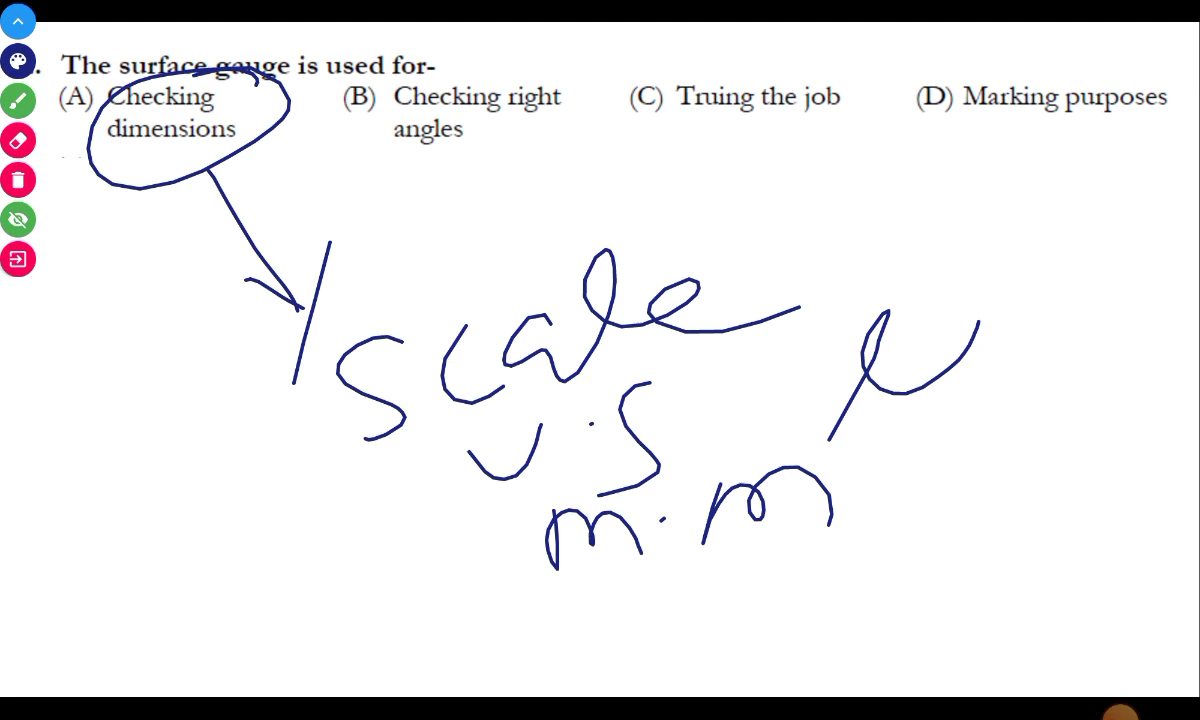 The surface gauge is used for-
(A) Checking dimensions (B) Checking right angles (C) Truing the job (D) Marking purposes
scale
v.s
m.m